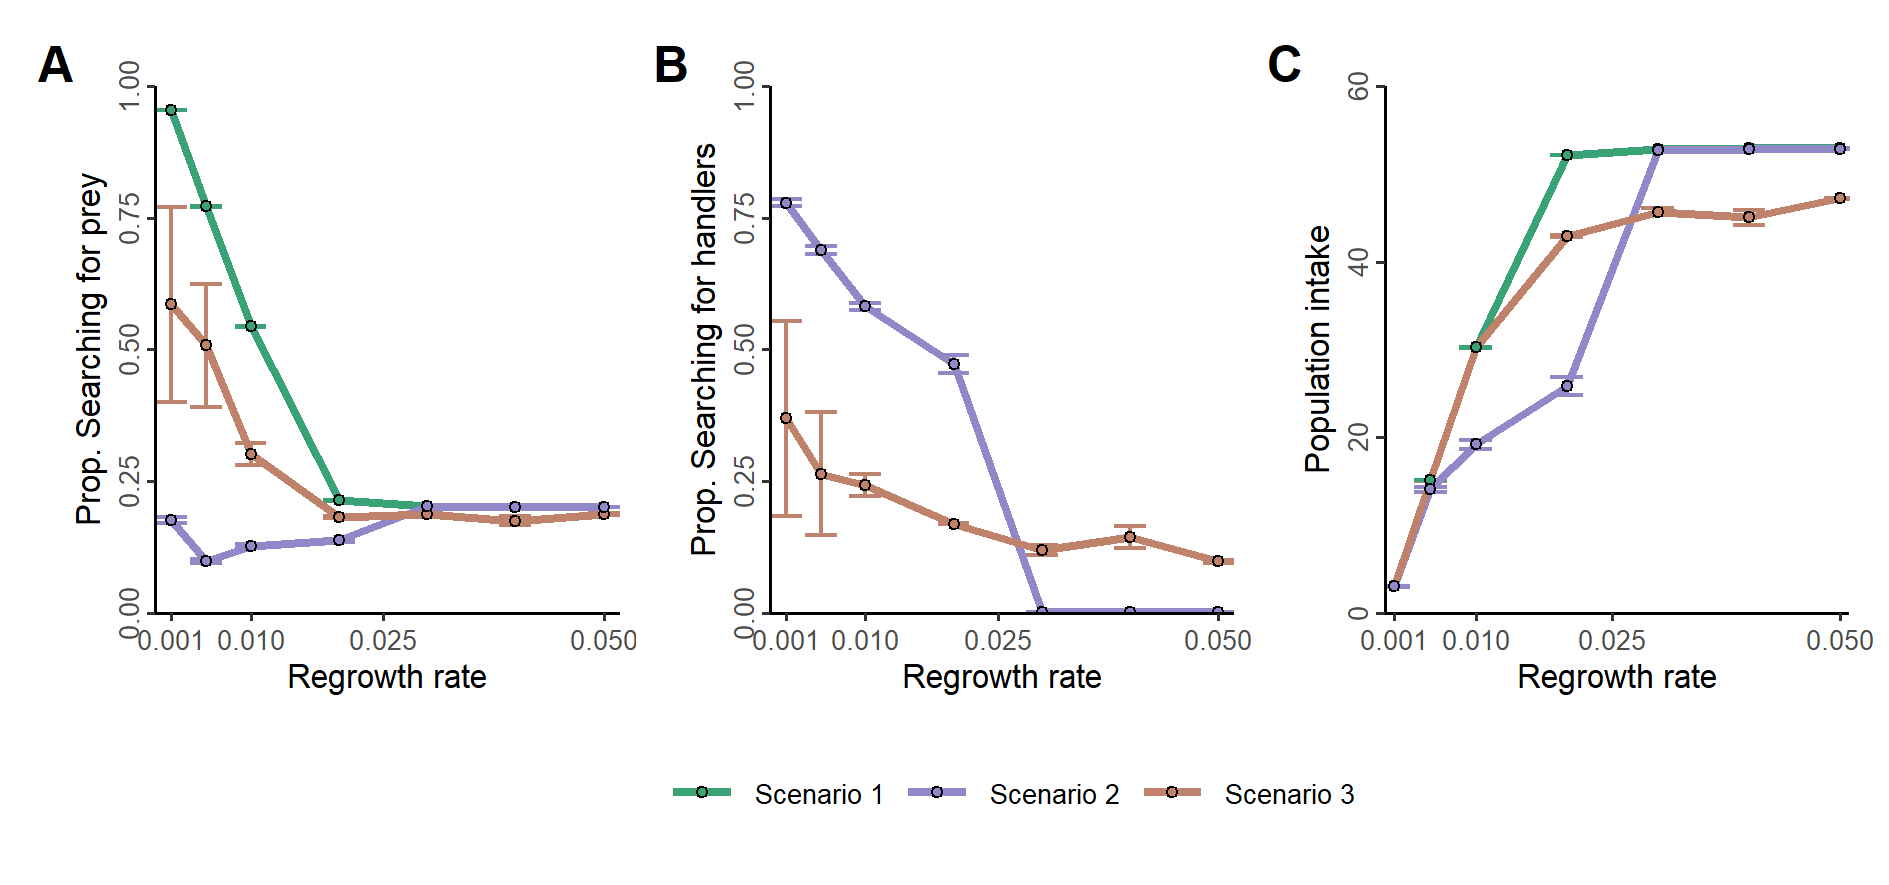 A
B
C
Prop. Searching for prey
0.00
0.25
0.50
0.75
1.00
0.001
0.010
0.025
0.050
Regrowth rate
Prop. Searching for handlers
0.00
0.25
0.50
0.75
1.00
0.001
0.010
0.025
0.050
Regrowth rate
Population intake
0
20
40
60
0.001
0.010
0.025
0.050
Regrowth rate
Scenario 1
Scenario 2
Scenario 3